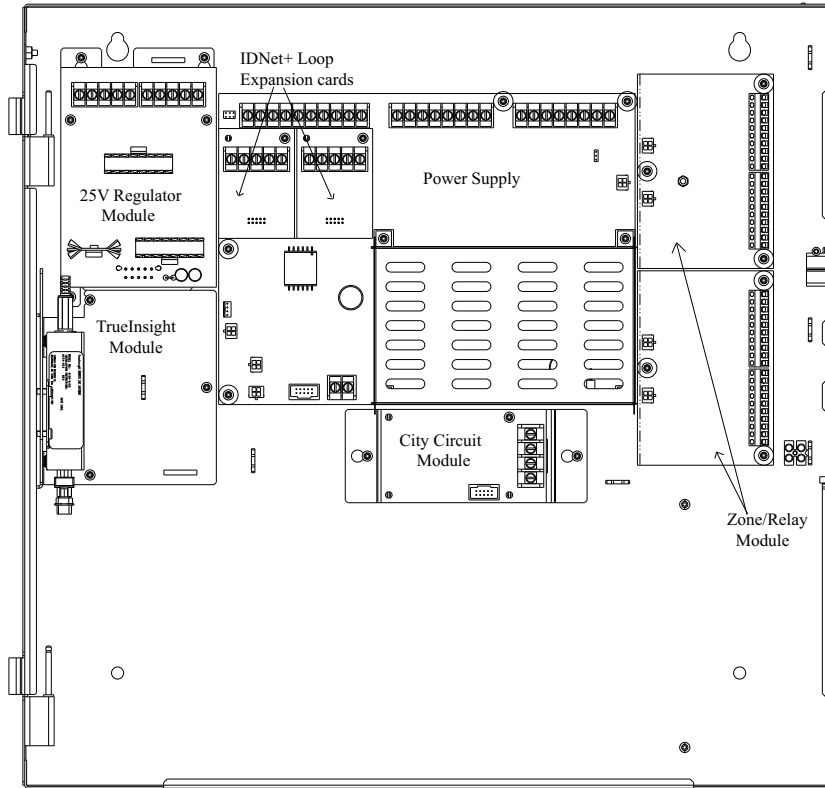 IDNet+ Loop
Expansion cards
25V Regulator
Module
Power Supply
TrueInsight
Module
City Circuit
Module
Zone/Relay
Module